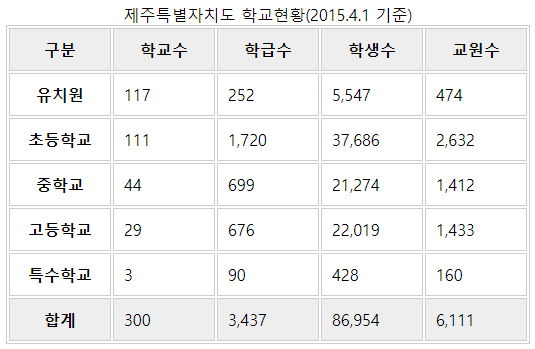 제주특별자치도 학교현황(2015.4.1 기준)
구분 학교수 학급수 학생수 교원수
유치원 117 252 5,547 474
초등학교 111 1,720 37,686 2,632
중학교 44 699 21,274 1,412
고등학교 29 676 22,019 1,433
특수학교 3 90 428 160
합계 300 3,437 86,954 6,111